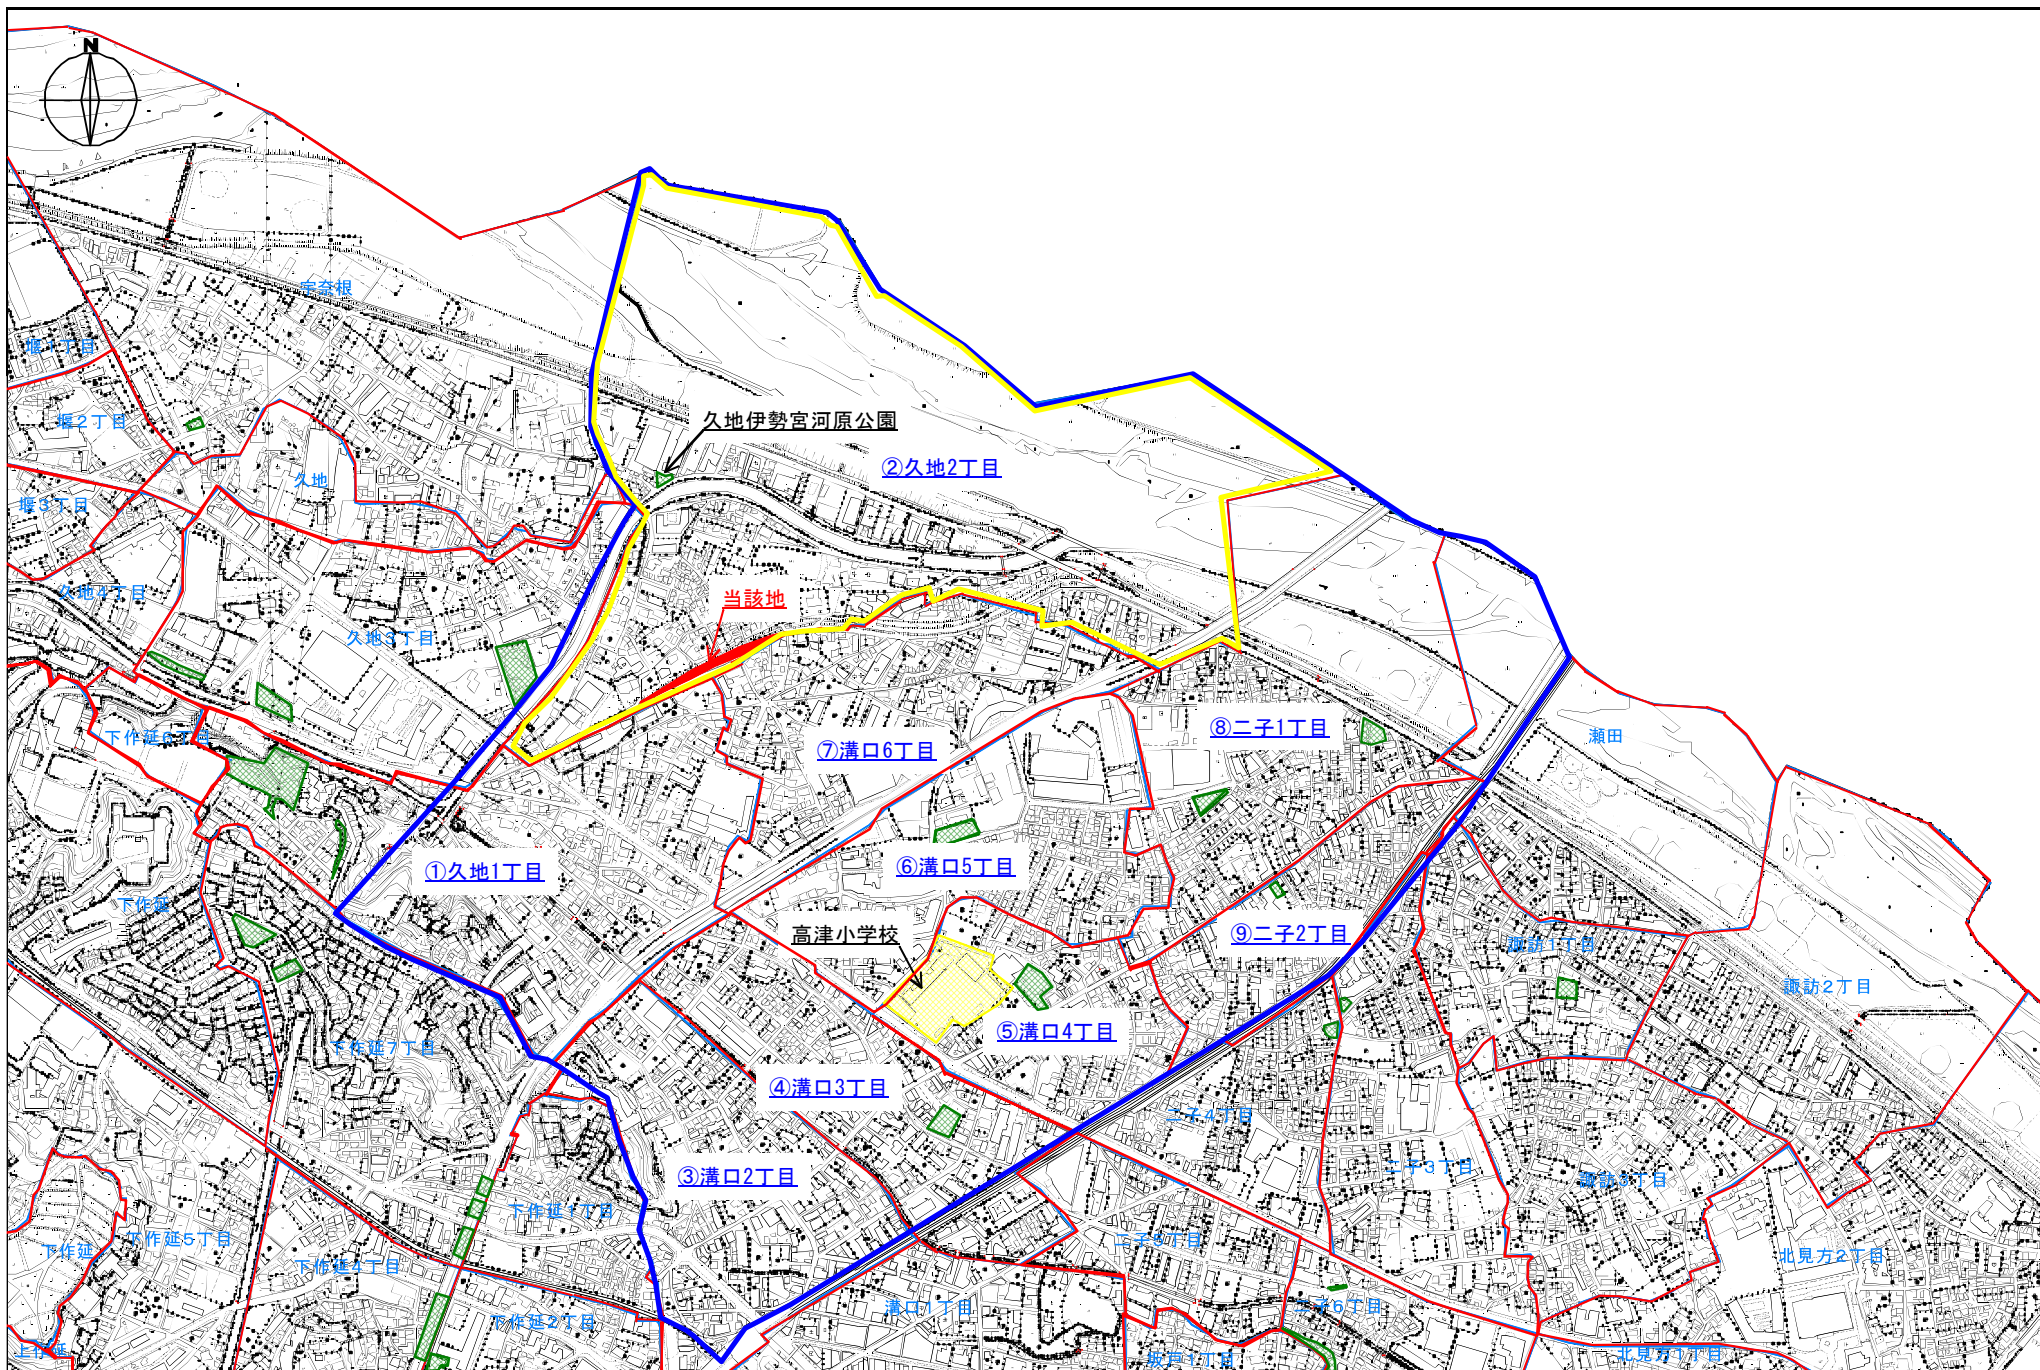 N
宇奈根
堰1丁目
久地伊勢宮河原公園
堰2丁目
②久地2丁目
久地
堰3丁目
久地4丁目
当該地
久地3丁目
下作延6丁目
⑧二子1丁目
瀬田
⑦溝口6丁目
①久地1丁目
⑥溝口5丁目
下作延
高津小学校
⑨二子2丁目
諏訪1丁目
諏訪2丁目
⑤溝口4丁目
下作延7丁目
④溝口3丁目
二子4丁目
二子3丁目
③溝口2丁目
諏訪3丁目
下作延1丁目
下作延
下作延5丁目
二子5丁目
北見方2丁目
下作延4丁目
溝口1丁目
二子6丁目
下作延2丁目
上作延
坂戸1丁目
北見方1丁目